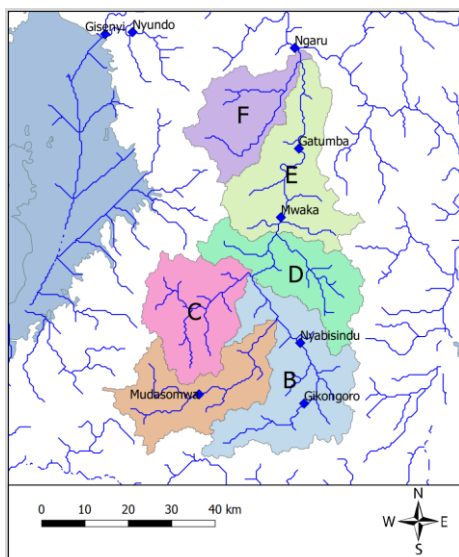 Gisenyi
Nyundo
Ngaru
F
Gatumba
E
Mwaka
D
C
Nyabisindu
B
Mudasomwa
Gikongoro
0 10 20 30 40 km
N
W E
S